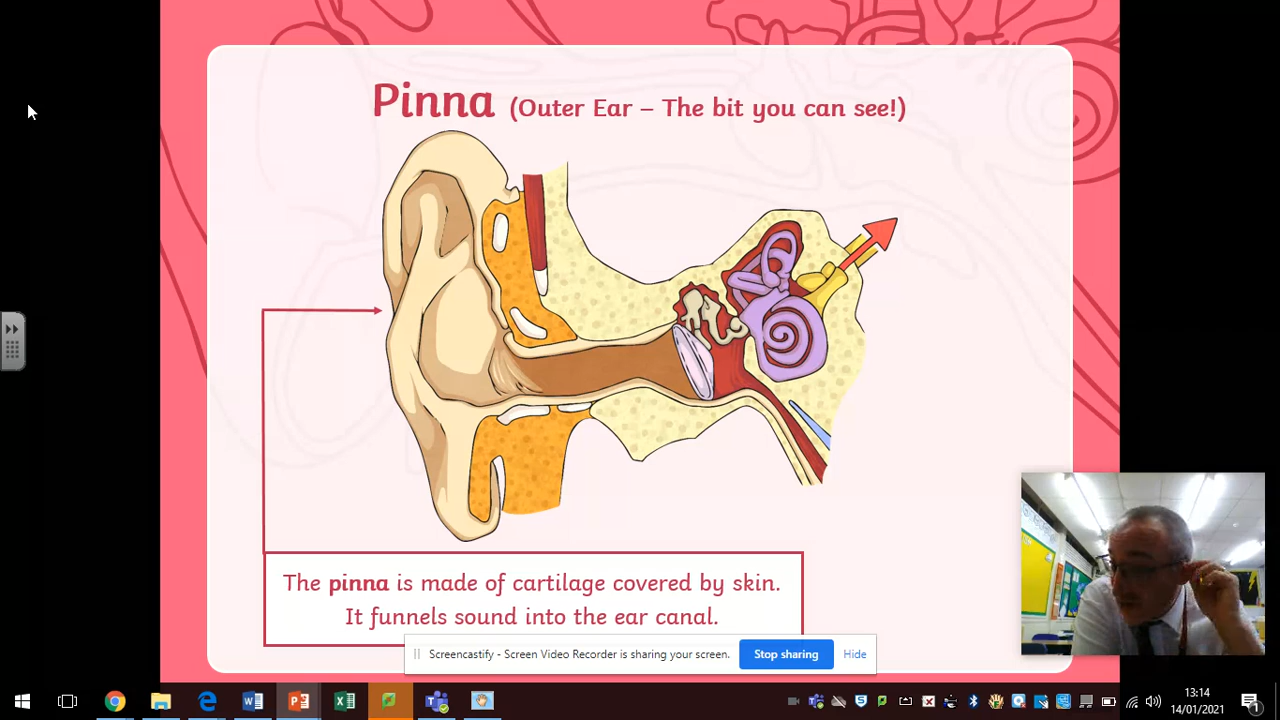 Pinna (Outer Ear – The bit you can see!)
The pinna is made of cartilage covered by skin.
It funnels sound into the ear canal.
Screencastify - Screen Video Recorder is sharing your screen.
Stop sharing
Hide
13:14
14/01/2021